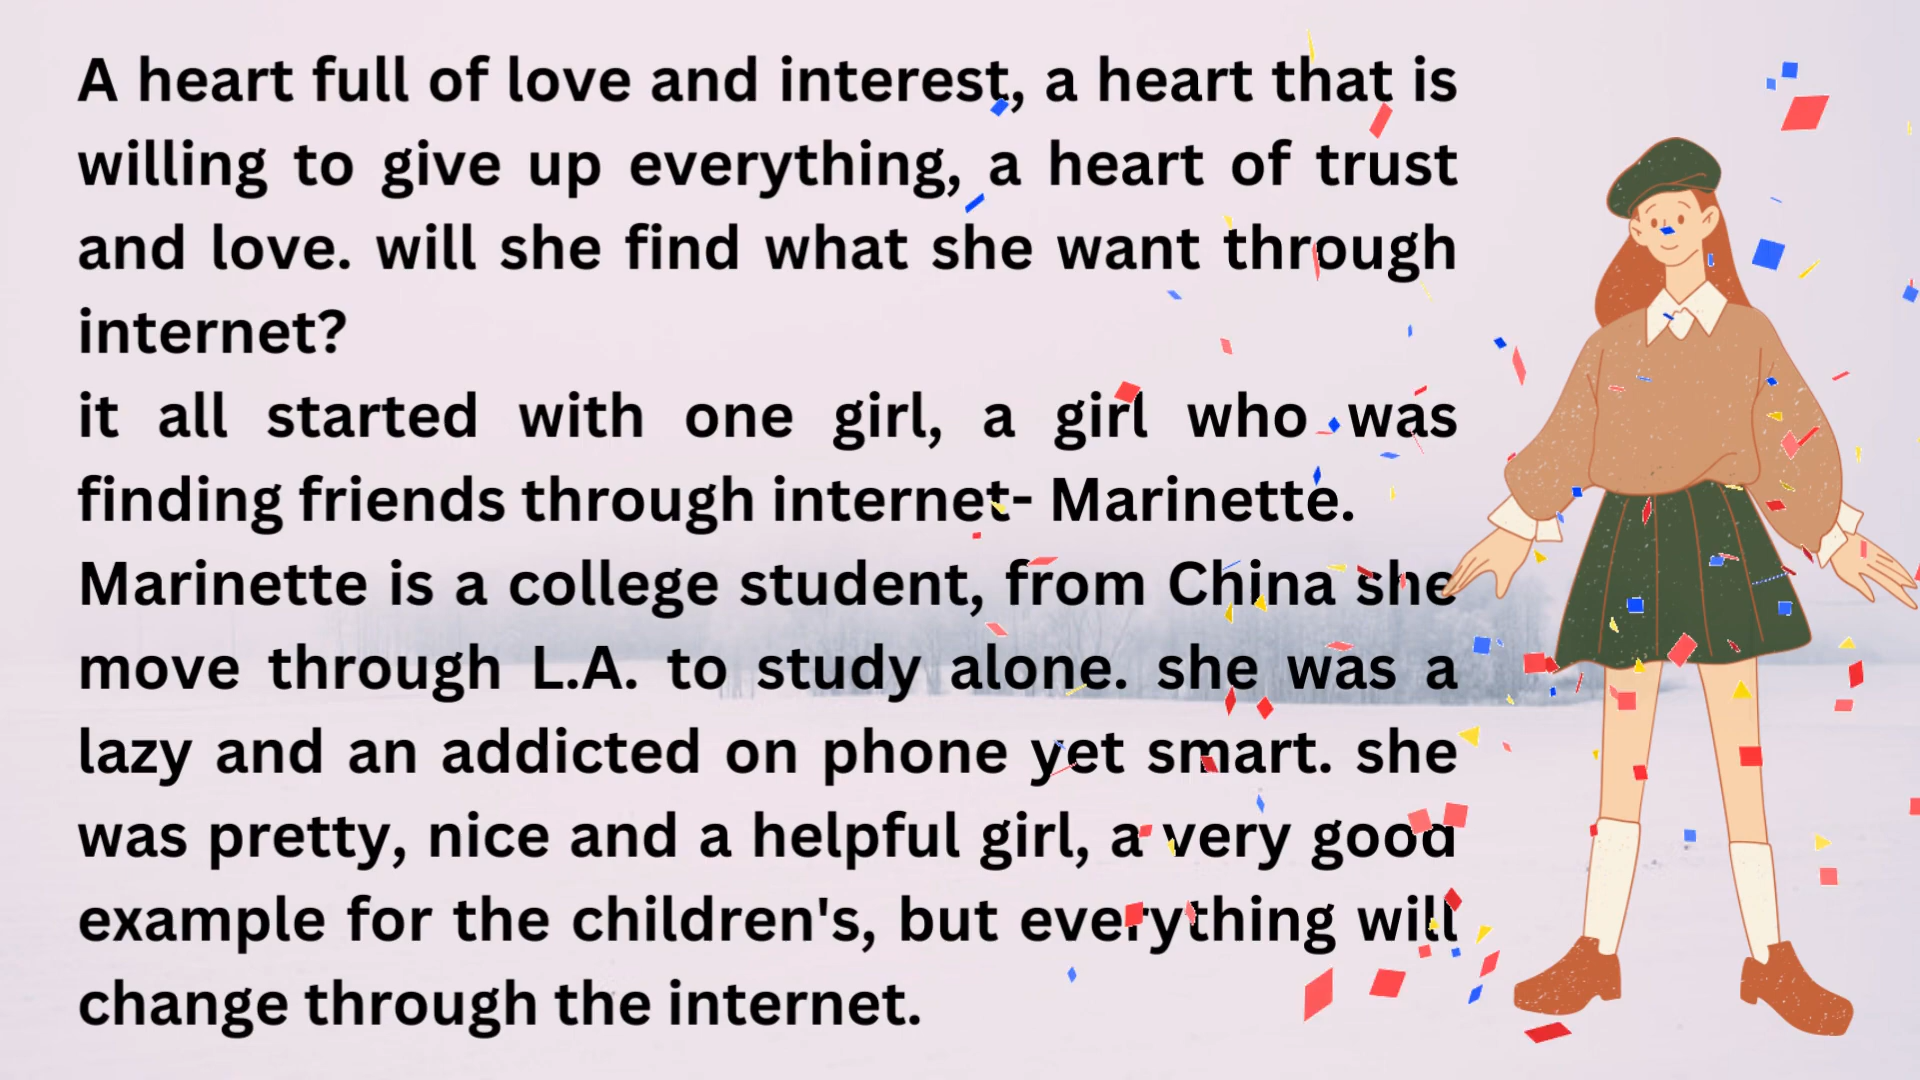 A heart full of love and interest, a heart that is
willing to give up everything, a heart of trust
and love. will she find what she want through
internet?
it all started with one girl, a girl who was
finding friends through internet- Marinette.
Marinette is a college student, from China she
move through L.A. to study alone. she was a
lazy and an addicted on phone yet smart. she
was pretty, nice and a helpful girl, a very good
example for the children's, but everything will
change through the internet.